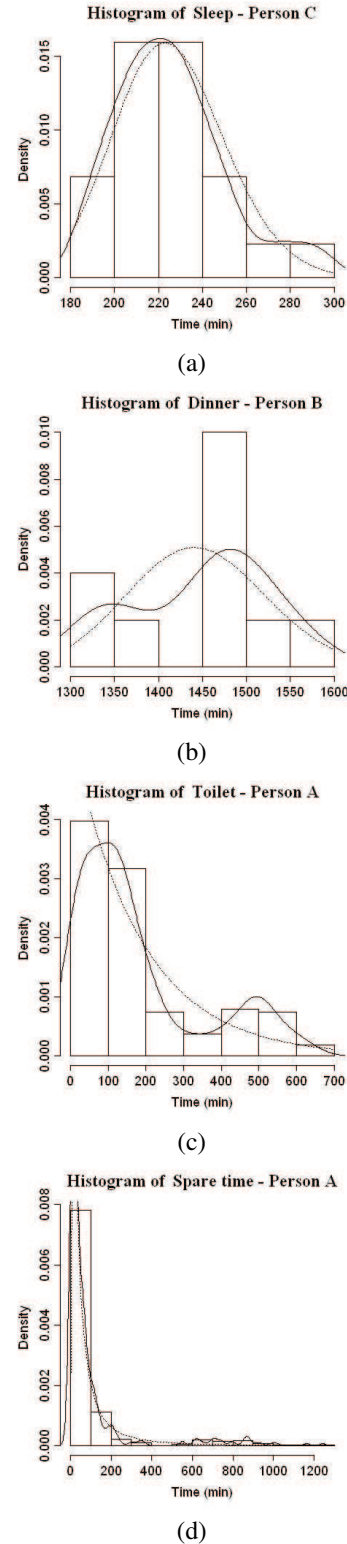 Histogram of Sleep - Person C
Density
0.000 0.005 0.010 0.015
180 200 220 240 260 280 300
Time (min)
(a)
Histogram of Dinner - Person B
Density
0.000 0.002 0.004 0.006 0.008 0.010
1300 1350 1400 1450 1500 1550 1600
Time (min)
(b)
Histogram of Toilet - Person A
Density
0.000 0.001 0.002 0.003 0.004
0 100 200 300 400 500 600 700
Time (min)
(c)
Histogram of Spare time - Person A
Density
0.000 0.002 0.004 0.006 0.008
0 200 400 600 800 1000 1200
Time (min)
(d)